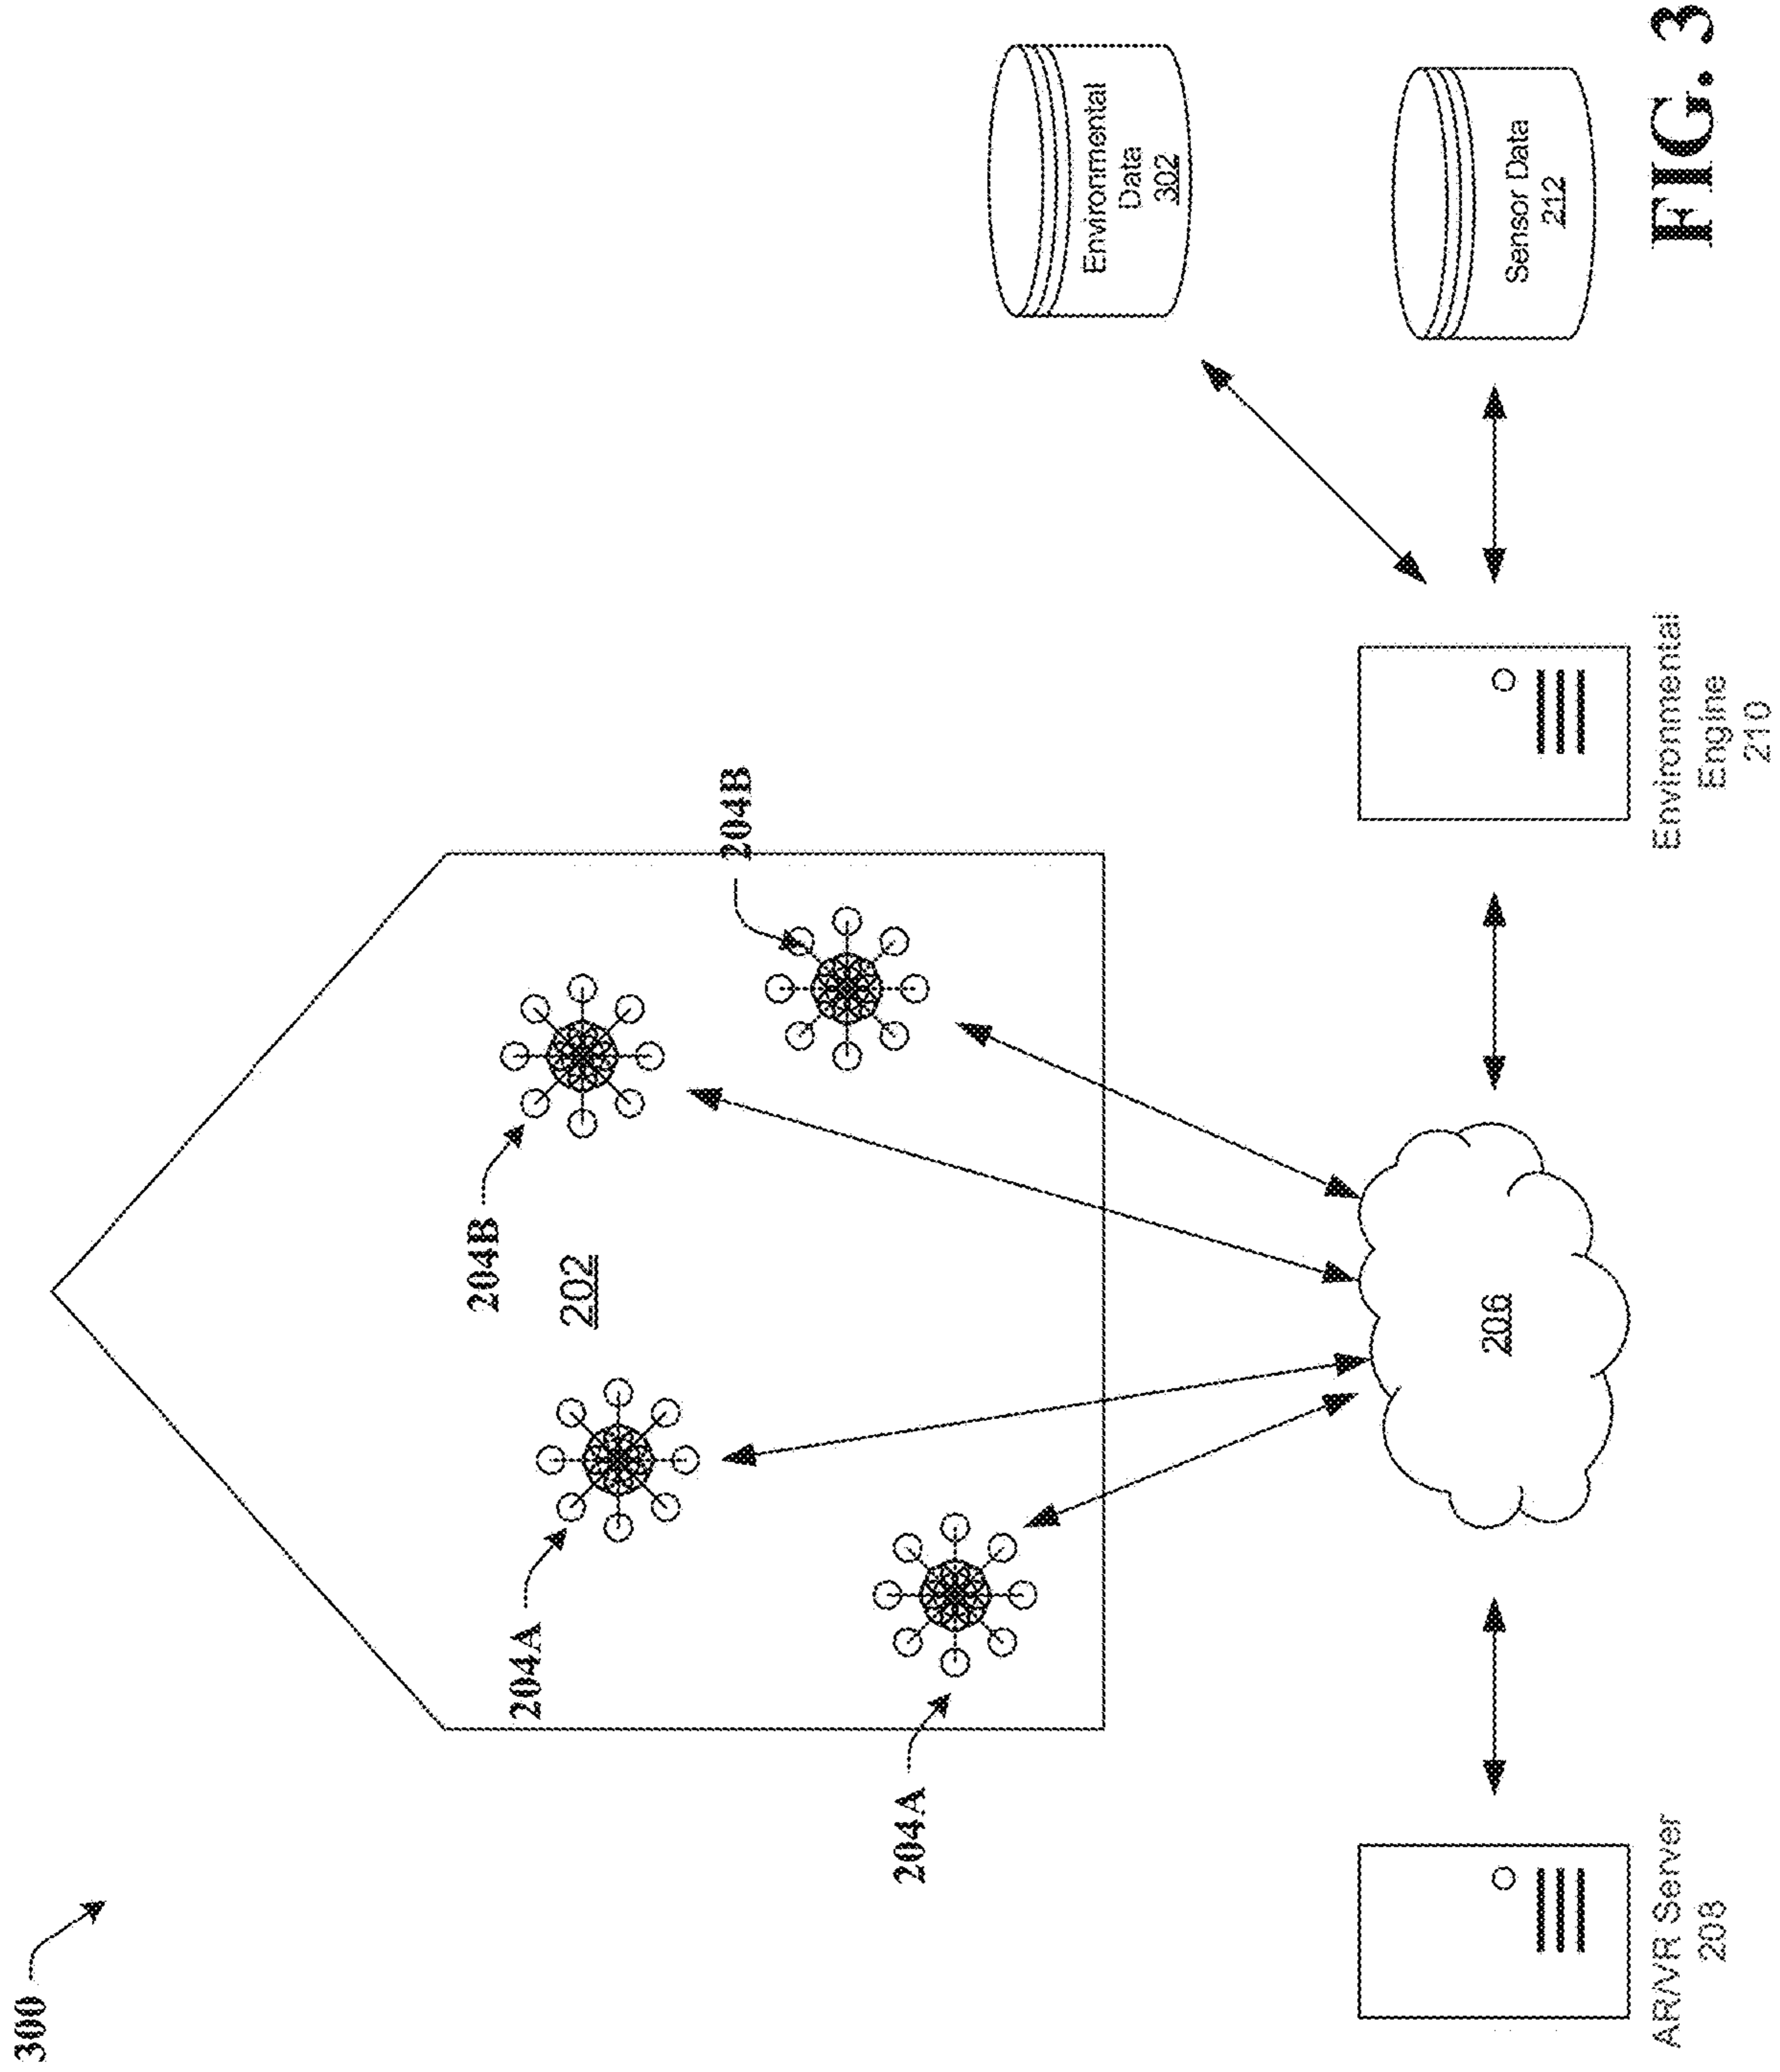 300
204B
204B
204A
202
204A
206
Environmental
Data
302
Sensor Data
212
AR/VR Server
208
Environmental
Engine
210
FIG. 3